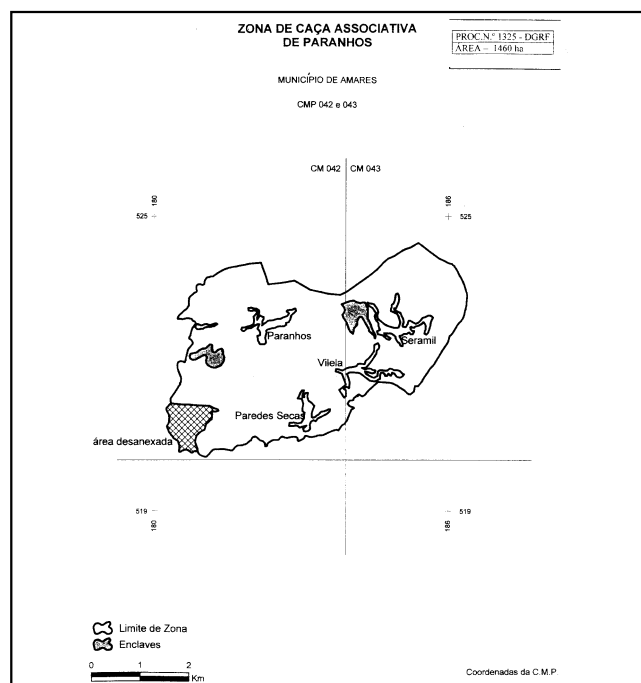 ZONA DE CAÇA ASSOCIATIVA
DE PARANHOS
PROC.N.º 1325 - DGRF
ÁREA – 1460 ha
MUNICÍPIO DE AMARES
CMP 042 e 043
CM 042
CM 043
180
186
525
525
Paranhos
Seramil
Vilela
Paredes Secas
área desanexada
519
519
180
186
Limite de Zona
Enclaves
0 1 2
Km
Coordenadas da C.M.P.